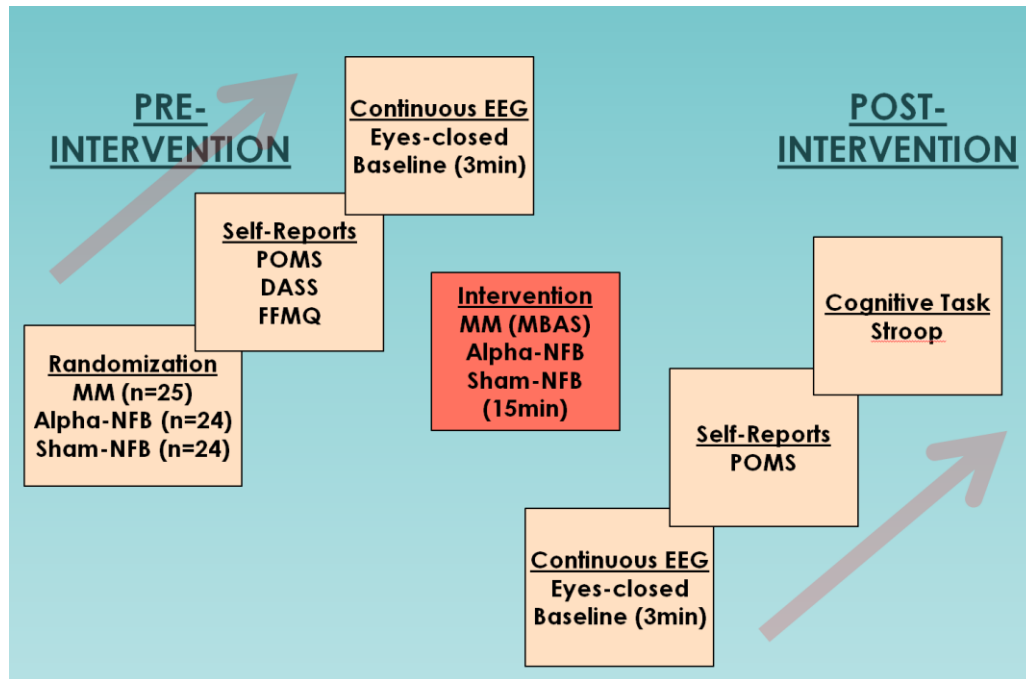 PRE-
INTERVENTION
Randomization
MM (n=25)
Alpha-NFB (n=24)
Sham-NFB (n=24)
Self-Reports
POMS
DASS
FFMQ
Continuous EEG
Eyes-closed
Baseline (3min)
Intervention
MM (MBAS)
Alpha-NFB
Sham-NFB
(15min)
POST-
INTERVENTION
Continuous EEG
Eyes-closed
Baseline (3min)
Self-Reports
POMS
Cognitive Task
Stroop